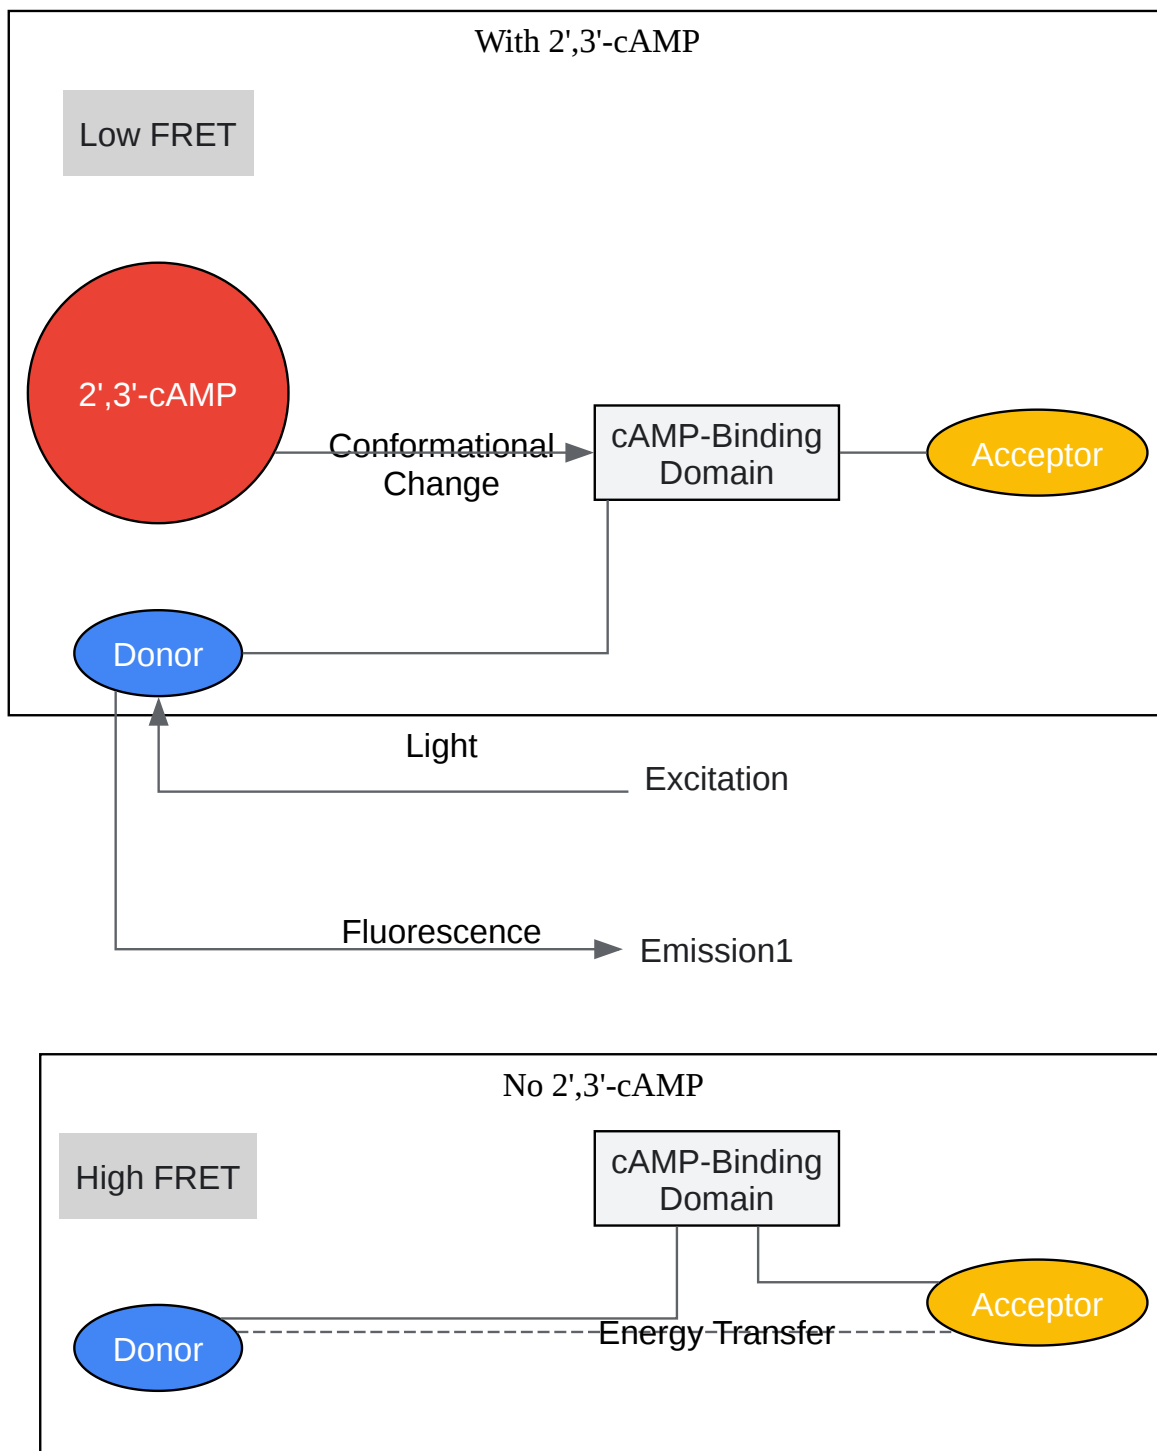 With 2',3'-cAMP
Low FRET
2',3'-cAMP
Conformational
Change
cAMP-Binding
Domain
Acceptor
Donor
Light
Excitation
Fluorescence
Emission1
No 2',3'-cAMP
High FRET
cAMP-Binding
Domain
Acceptor
Energy Transfer
Donor